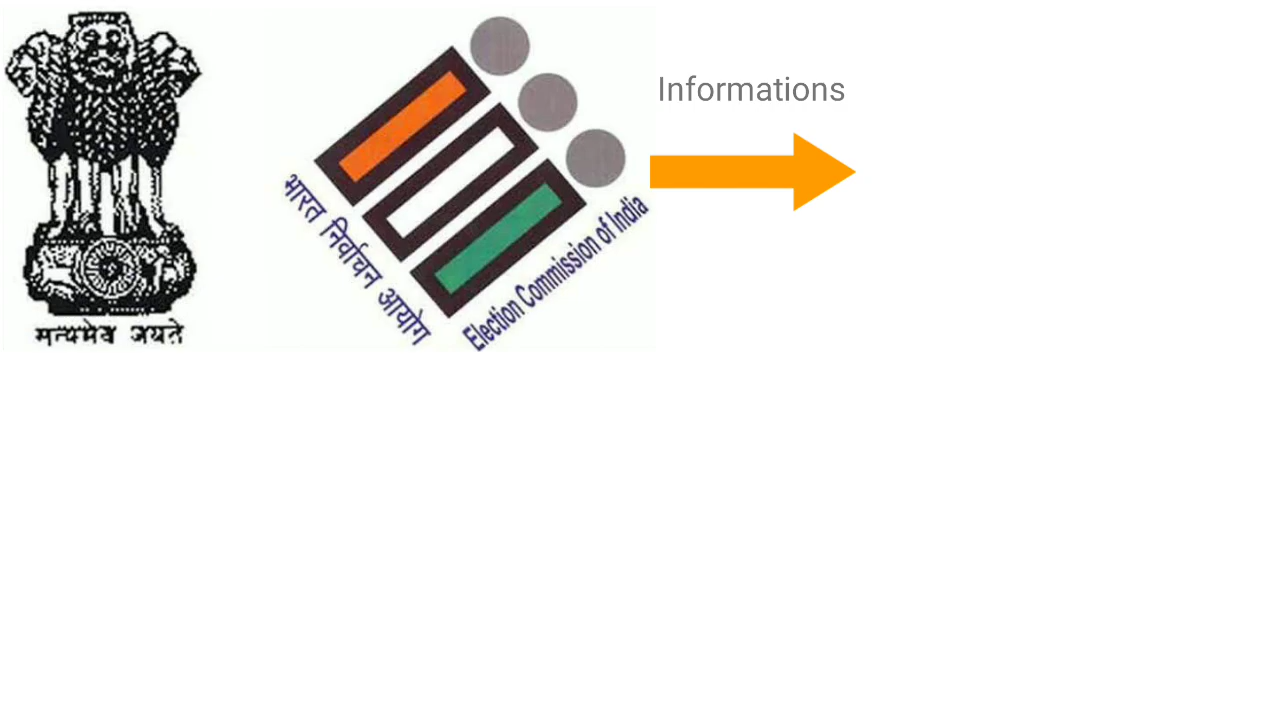 सत्यमेव जयते
भारत निर्वाचन आयोग
Election Commission of India
Informations